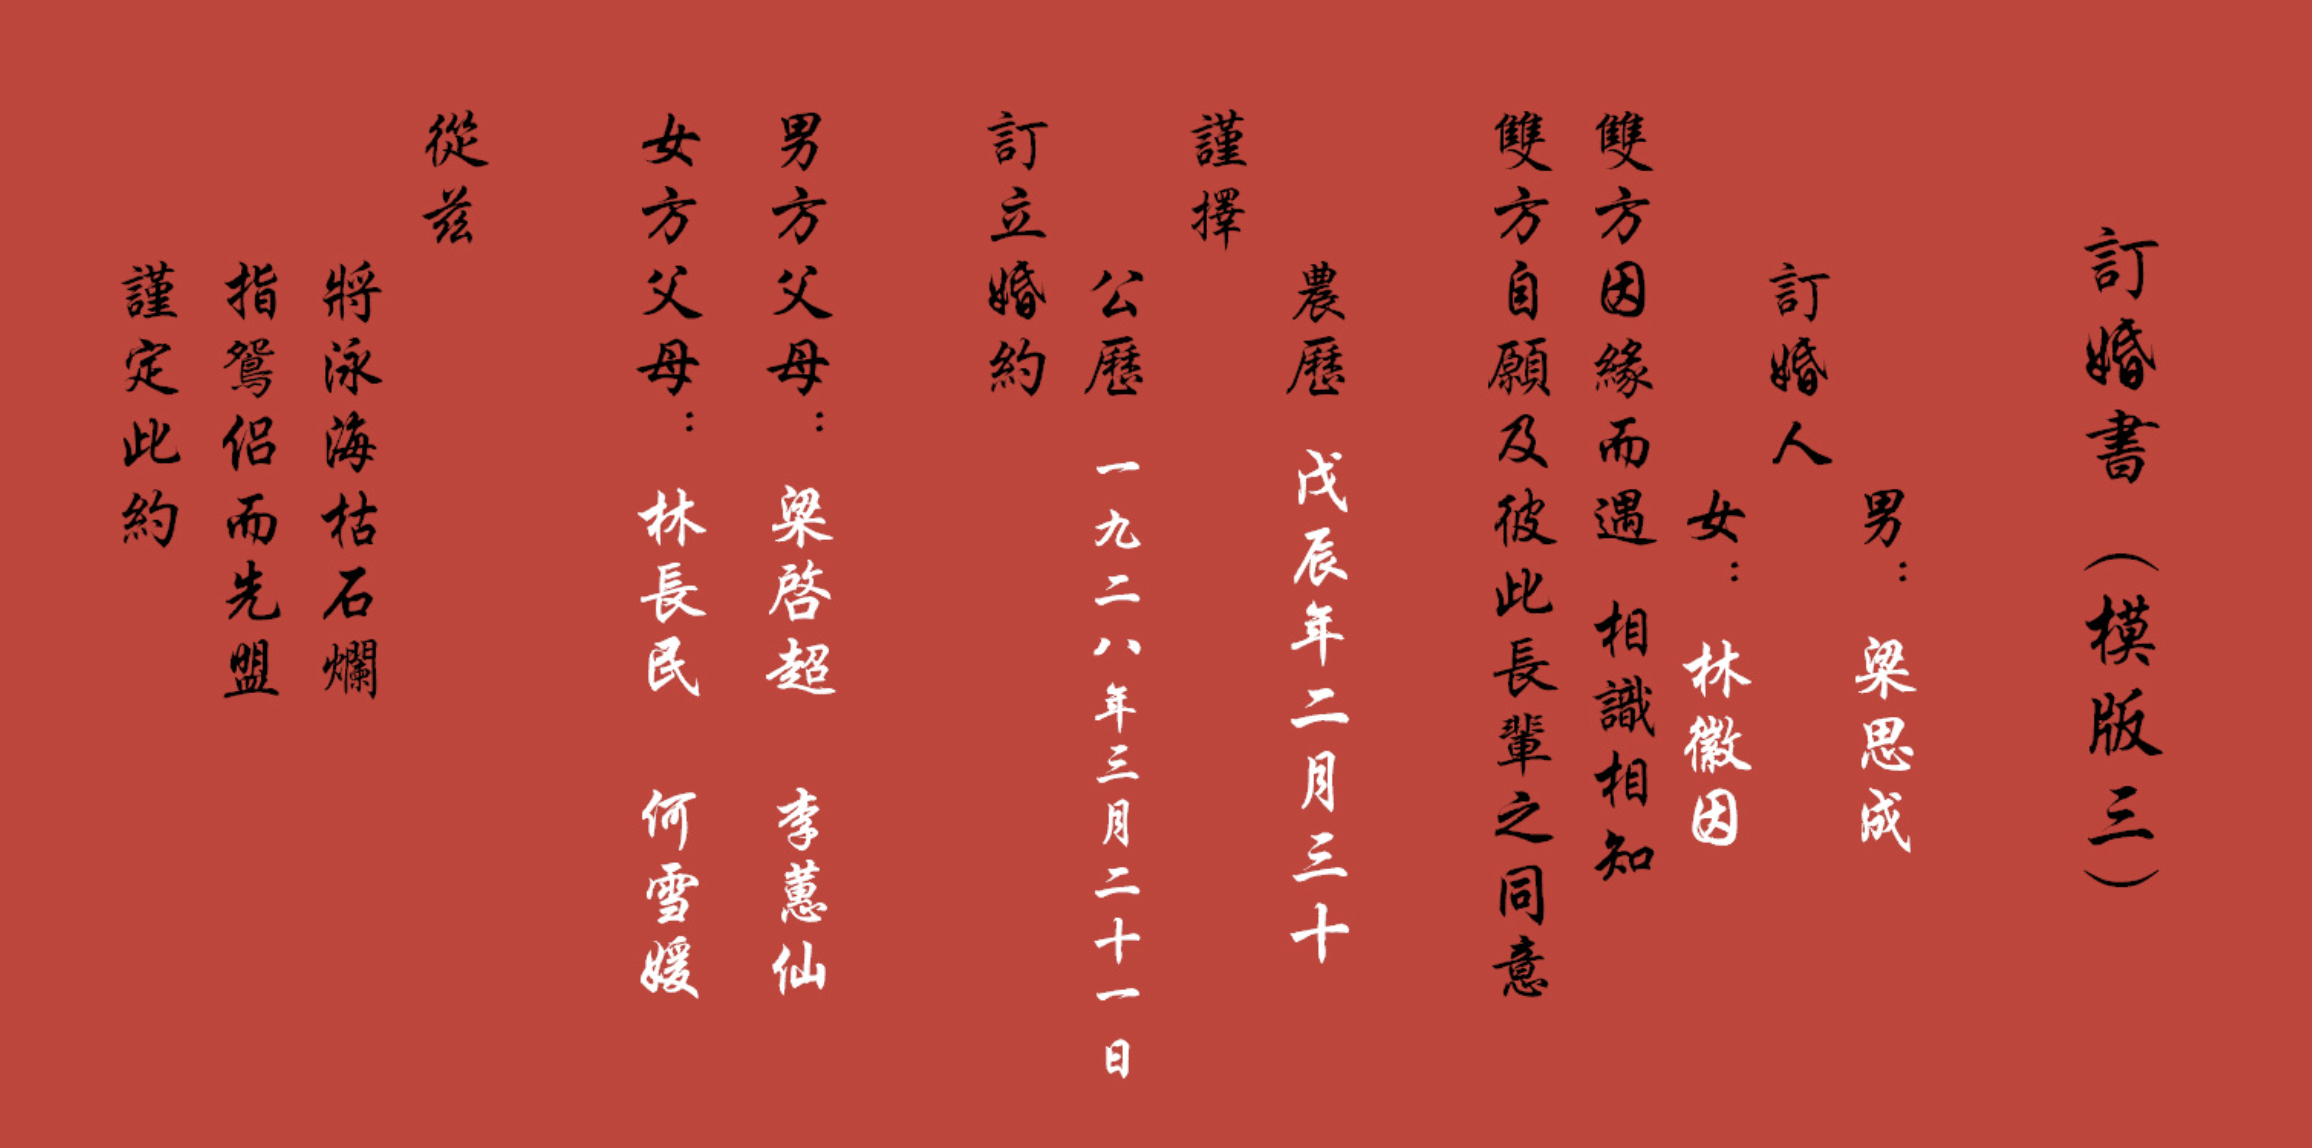 訂婚書（模版三）
男：梁思成
訂婚人
女：林徽因
雙方因緣而遇 相識相知
雙方自願及彼此長輩之同意
農曆 戊辰年二月三十
謹擇
公曆 一九二八年三月二十一日
訂立婚約
男方父母：梁啓超 李蕙仙
女方父母：林長民 何雪媛
從茲
將泳海枯石爛
指鴛侣而先盟
謹定此約